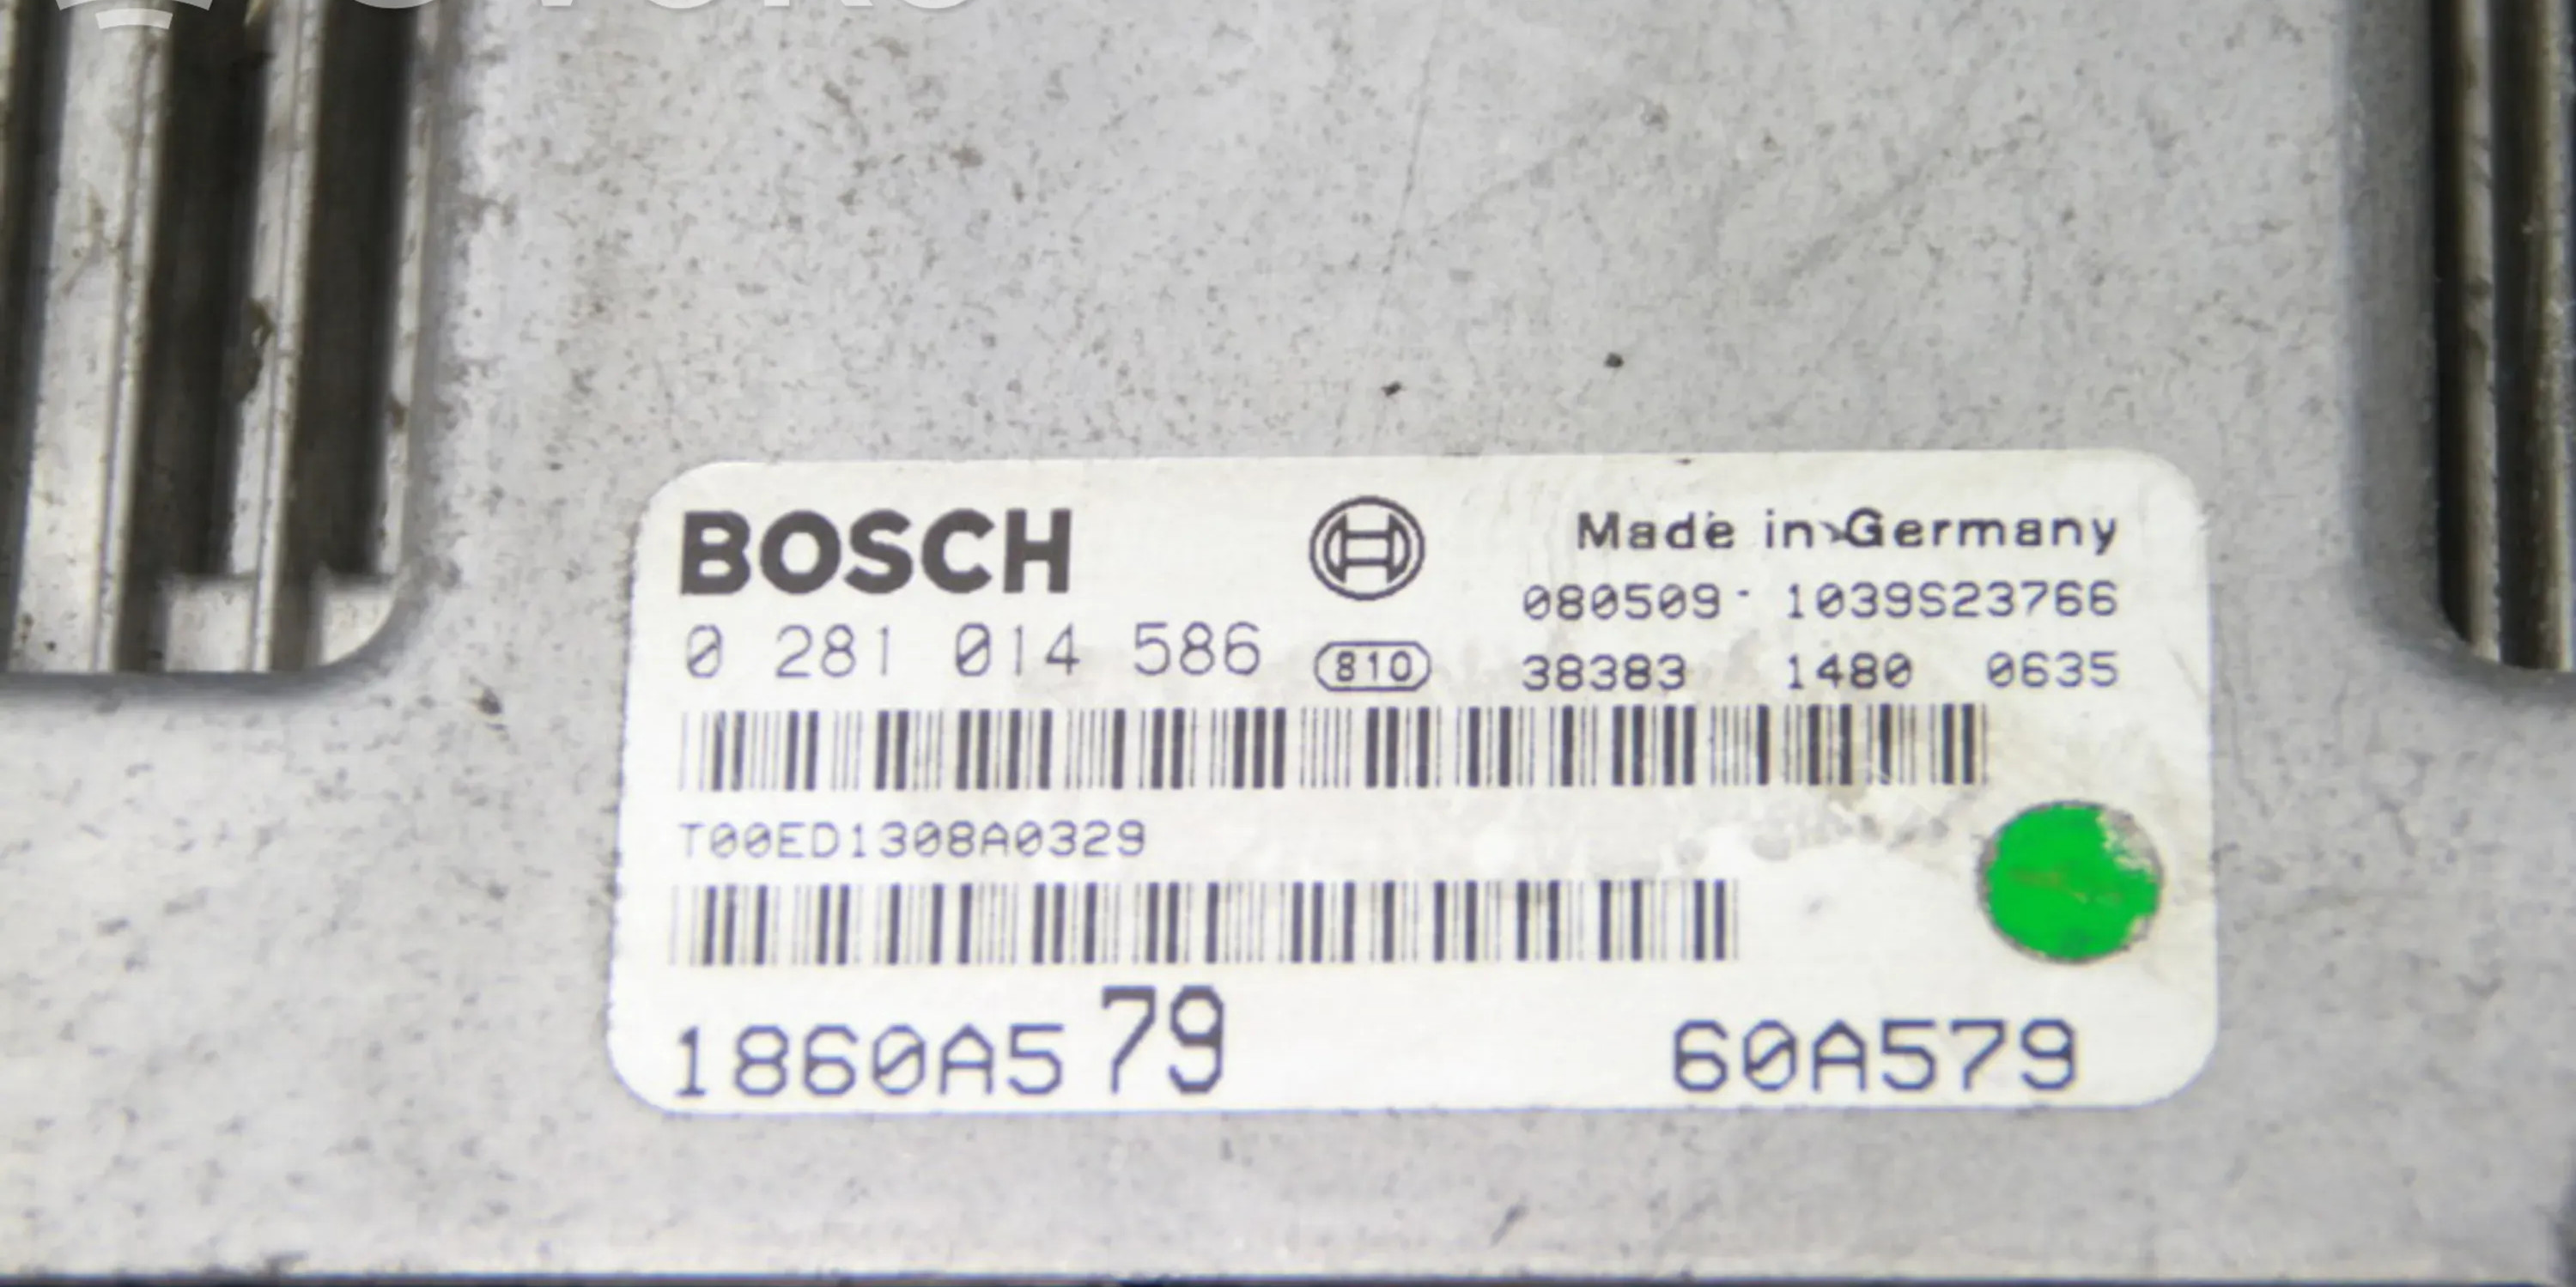 BOSCH
Made in Germany
080509 1039S23766
0 281 014 586
810
38383 1480 0635
T00ED1308A0329
1860A579
60A579